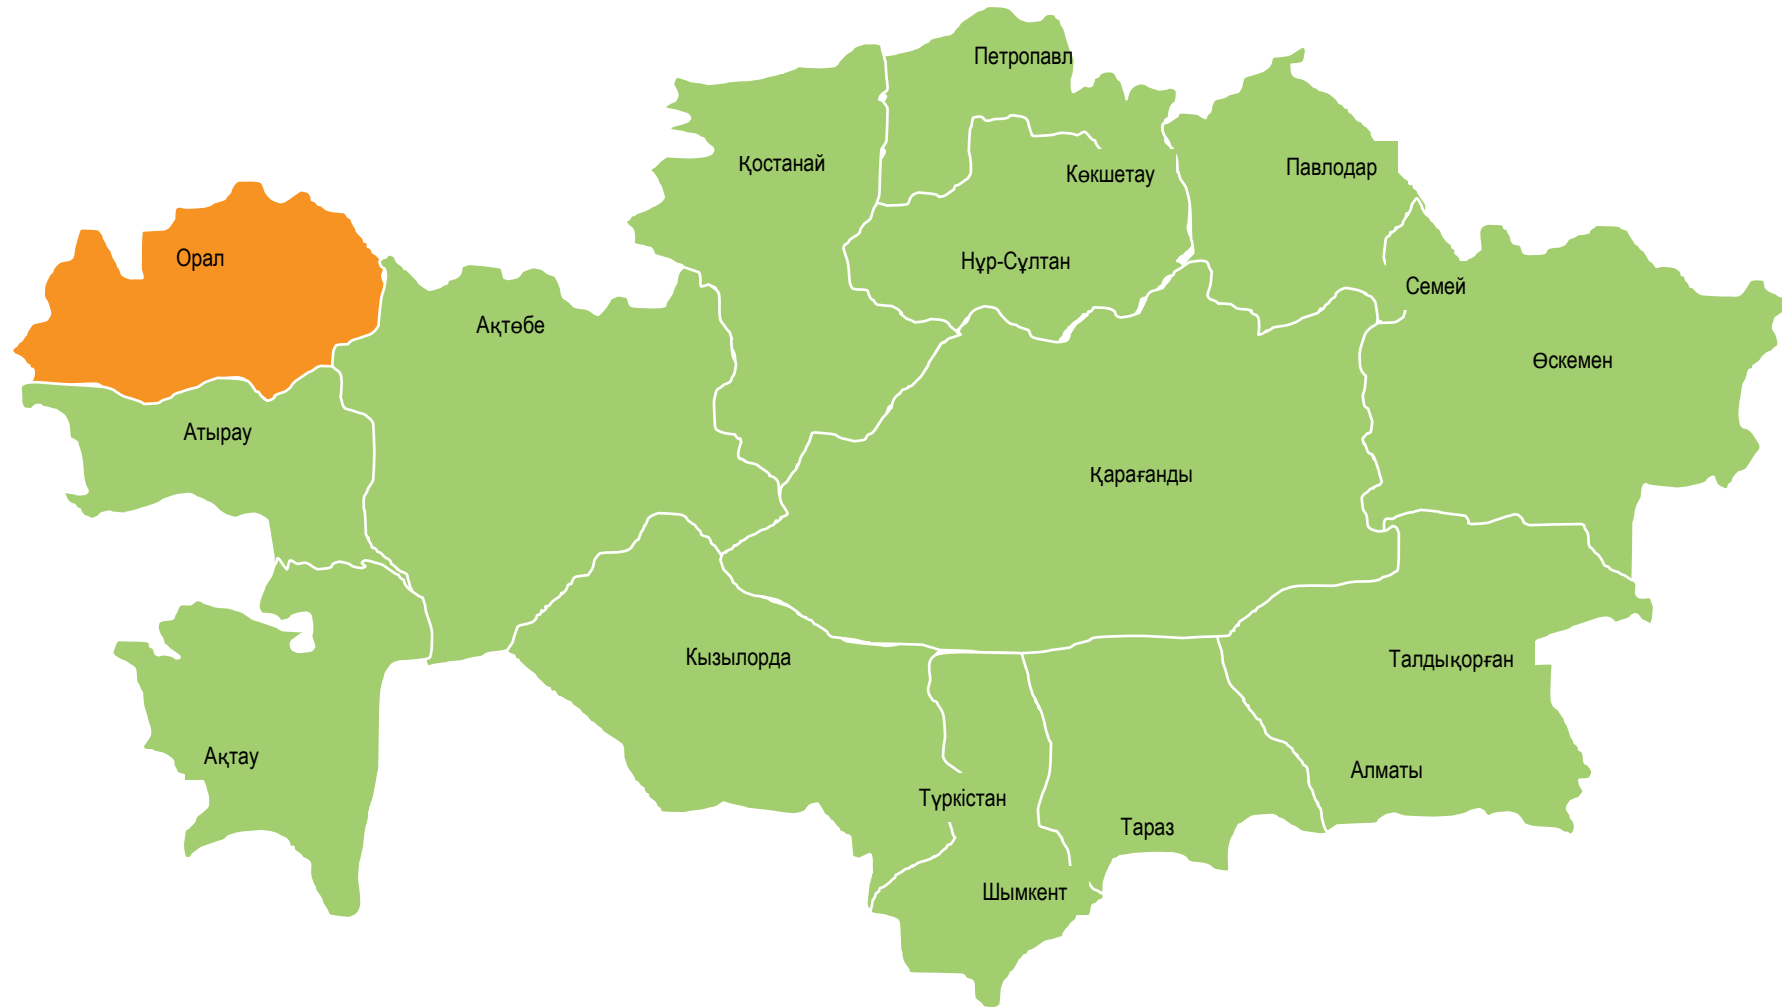 Петропавл
Қостанай
Көкшетау
Павлодар
Орал
Нұр-Сұлтан
Семей
Ақтөбе
Өскемен
Атырау
Қарағанды
Кызылорда
Талдықорған
Ақтау
Алматы
Түркістан
Тараз
Шымкент